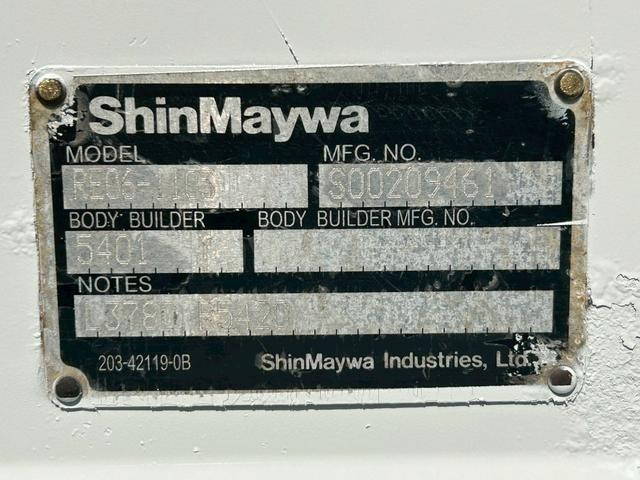 ShinMaywa
MODEL MFG. NO.
S00209461
BODY BUILDER BODY BUILDER MFG. NO.
5401
NOTES
203-42119-0B ShinMaywa Industries, Ltd.